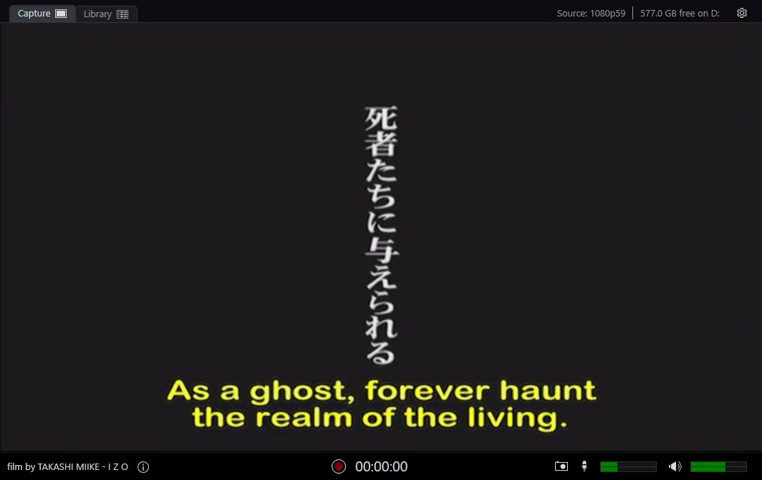 Capture
Library
Source: 1080p59
577.0 GB free on D:
死者たちに与えられる
As a ghost, forever haunt
the realm of the living.
film by TAKASHI MIIKE - I Z O
00:00:00